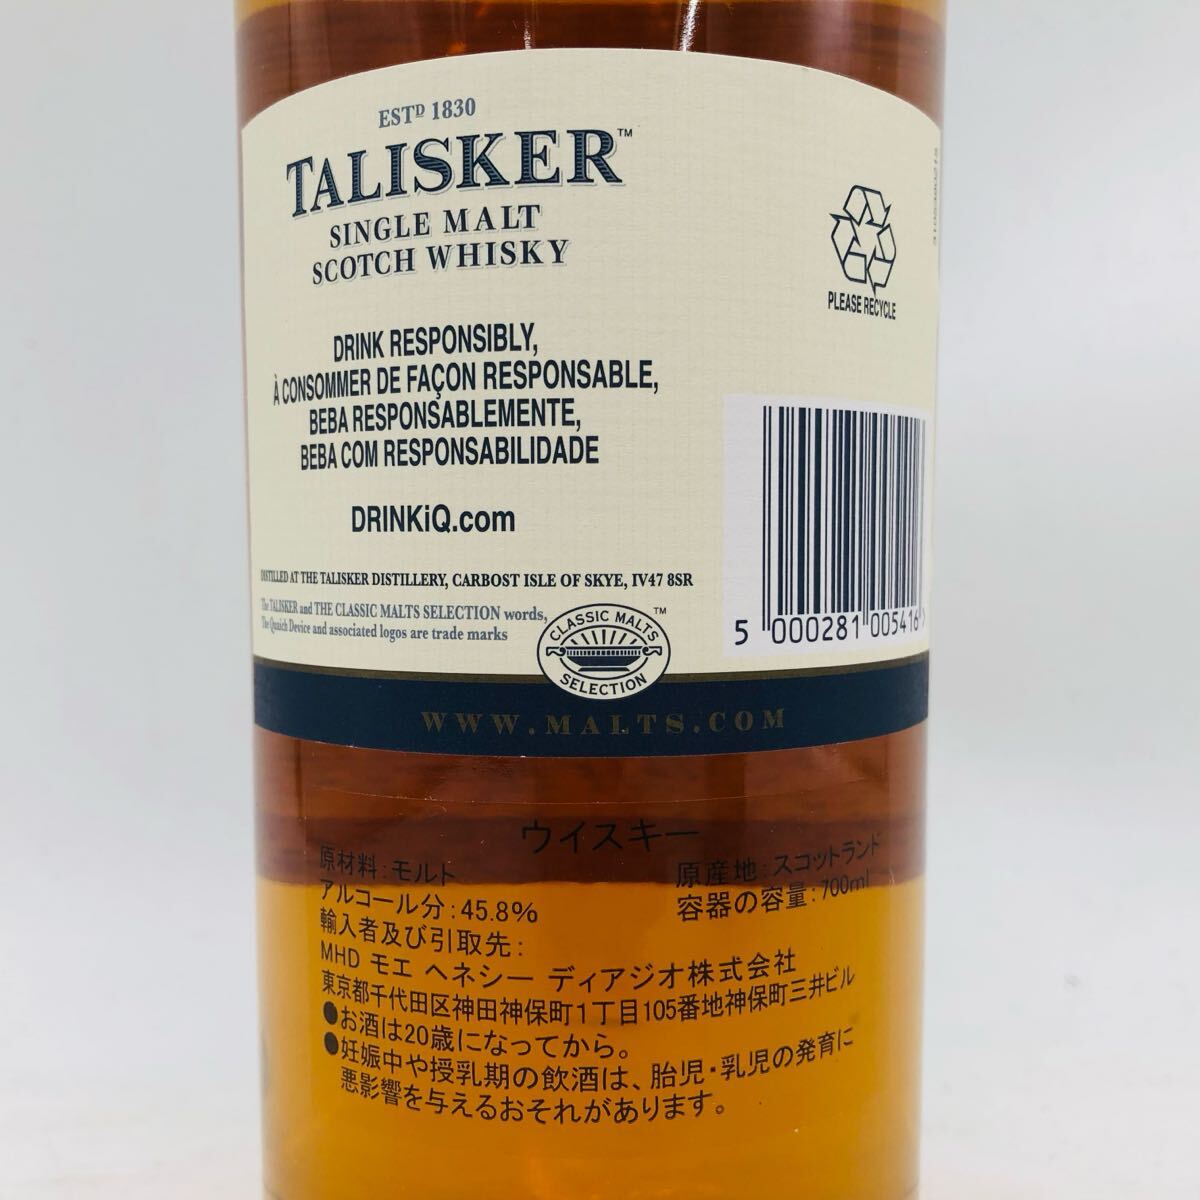 ESTD 1830
TALISKER™
SINGLE MALT
SCOTCH WHISKY
PLEASE RECYCLE
DRINK RESPONSIBLY,
À CONSOMMER DE FAÇON RESPONSABLE,
BEBA RESPONSABLEMENTE,
BEBA COM RESPONSABILIDADE
DRINKiQ.com
DISTILLED AT THE TALISKER DISTILLERY, CARBOST ISLE OF SKYE, IV47 8SR
The TALISKER and THE CLASSIC MALTS SELECTION words,
The Quaich Device and associated logos are trade marks
CLASSIC MALTS™
SELECTION
5 000281 005416 >
WWW.MALTS.COM
ウイスキー
原材料:モルト 原産地:スコットランド
アルコール分:45.8% 容器の容量:700ml
輸入者及び引取先:
MHD モエ ヘネシー ディアジオ株式会社
東京都千代田区神田神保町1丁目105番地神保町三井ビル
●お酒は20歳になってから。
●妊娠中や授乳期の飲酒は、胎児・乳児の発育に
悪影響を与えるおそれがあります。